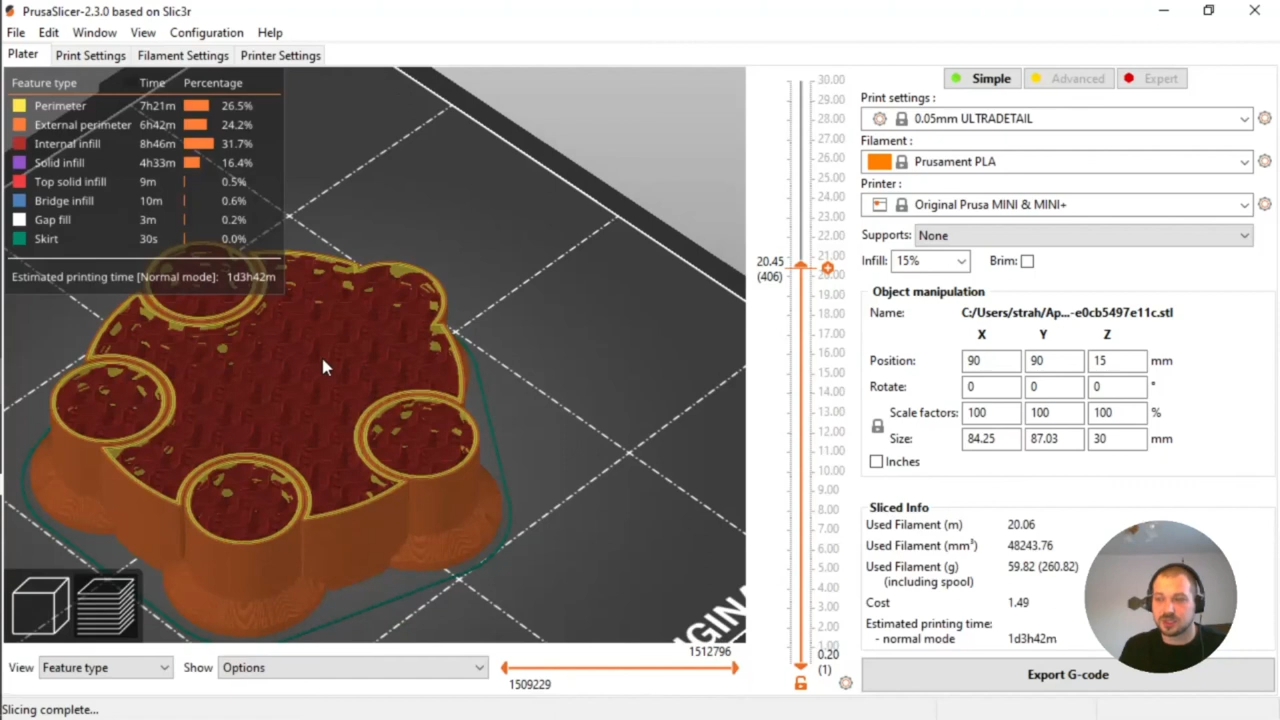 PrusaSlicer-2.3.0 based on Slic3r
File Edit Window View Configuration Help
Plater Print Settings Filament Settings Printer Settings
Feature type Time Percentage
Perimeter 7h21m 26.5%
External perimeter 6h42m 24.2%
Internal infill 8h46m 31.7%
Solid infill 4h33m 16.4%
Top solid infill 9m 0.5%
Bridge infill 10m 0.6%
Gap fill 3m 0.2%
Skirt 30s 0.0%
Estimated printing time [Normal mode]: 1d3h42m
20.45
(406)
30.00
29.00
28.00
27.00
26.00
25.00
24.00
23.00
22.00
21.00
20.00
19.00
18.00
17.00
16.00
15.00
14.00
13.00
12.00
11.00
10.00
9.00
8.00
7.00
6.00
5.00
4.00
3.00
2.00
1.00
0.20
(1)
Simple Advanced Expert
Print settings :
0.05mm ULTRADETAIL
Filament :
Prusament PLA
Printer :
Original Prusa MINI & MINI+
Supports: None
Infill: 15% Brim:
Object manipulation
Name: C:/Users/strah/Ap...-e0cb5497e11c.stl
X Y Z
Position: 90 90 15 mm
Rotate: 0 0 0 °
Scale factors: 100 100 100 %
Size: 84.25 87.03 30 mm
Inches
Sliced Info
Used Filament (m) 20.06
Used Filament (mm³) 48243.76
Used Filament (g) 59.82 (260.82)
(including spool)
Cost 1.49
Estimated printing time:
- normal mode 1d3h42m
Export G-code
1512796
View Feature type Show Options
1509229
Slicing complete...